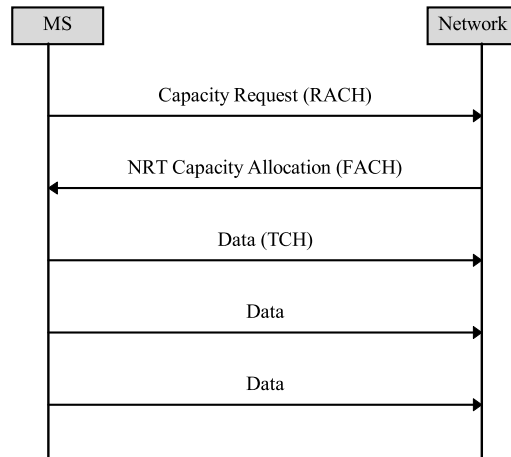 MS
Network
Capacity Request (RACH)
NRT Capacity Allocation (FACH)
Data (TCH)
Data
Data